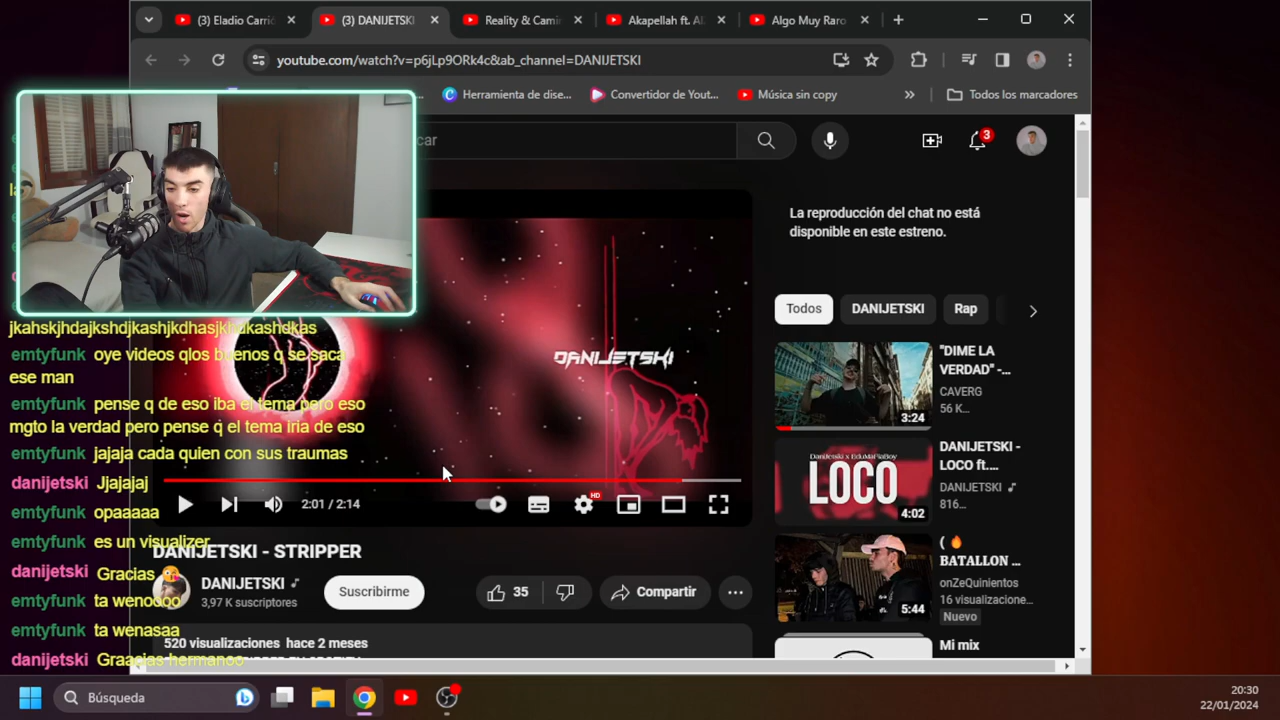 (3) Eladio Carrió
(3) DANIJETSKI
Reality & Cami
Akapellah ft. Al
Algo Muy Raro
youtube.com/watch?v=p6jLp9ORk4c&ab_channel=DANIJETSKI
Herramienta de dise...
Convertidor de Yout...
Música sin copy
Todos los marcadores
car
3
La reproducción del chat no está
disponible en este estreno.
Todos
DANIJETSKI
Rap
jkahskjhdajkshdjkashjkdhasjkhdkashdkas
emtyfunk oye videos qlos buenos q se saca
ese man
emtyfunk pense q de eso iba el tema pero eso
mgto la verdad pero pense q el tema iria de eso
emtyfunk jajaja cada quien con sus traumas
danijetski Jjajajaj
emtyfunk opaaaaa
emtyfunk es un visualizer
danijetski Gracias
emtyfunk ta wenoooo
emtyfunk ta wenasaa
danijetski Graacias hermanoo
DANIJETSKI
HD
2:01 / 2:14
DANIJETSKI - STRIPPER
DANIJETSKI
3,97 K suscriptores
Suscribirme
35
Compartir
520 visualizaciones hace 2 meses
"DIME LA
VERDAD" -...
CAVERG
56 K...
3:24
DANIJETSKI -
LOCO ft....
DANIJETSKI
816...
Danijetski x EduMafiaBoy
LOCO
4:02
(
BATALLON ...
onZeQuinientos
16 visualizacione...
Nuevo
5:44
Mi mix
Búsqueda
20:30
22/01/2024